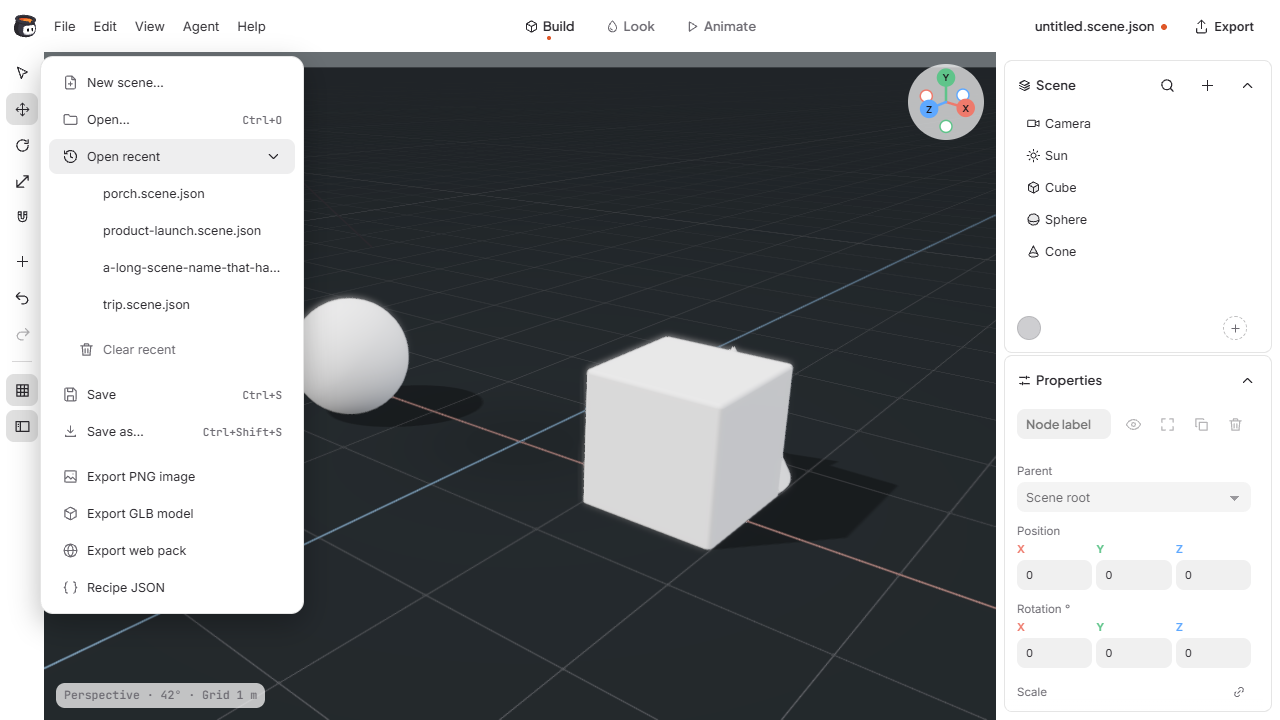 File Edit View Agent Help
Build Look Animate
untitled.scene.json Export
New scene...
Open... Ctrl+O
Open recent
porch.scene.json
product-launch.scene.json
a-long-scene-name-that-ha...
trip.scene.json
Clear recent
Save Ctrl+S
Save as... Ctrl+Shift+S
Export PNG image
Export GLB model
Export web pack
Recipe JSON
Y
Z
X
Perspective · 42° · Grid 1 m
Scene
Camera
Sun
Cube
Sphere
Cone
Properties
Node label
Parent
Scene root
Position
X Y Z
0 0 0
Rotation °
X Y Z
0 0 0
Scale